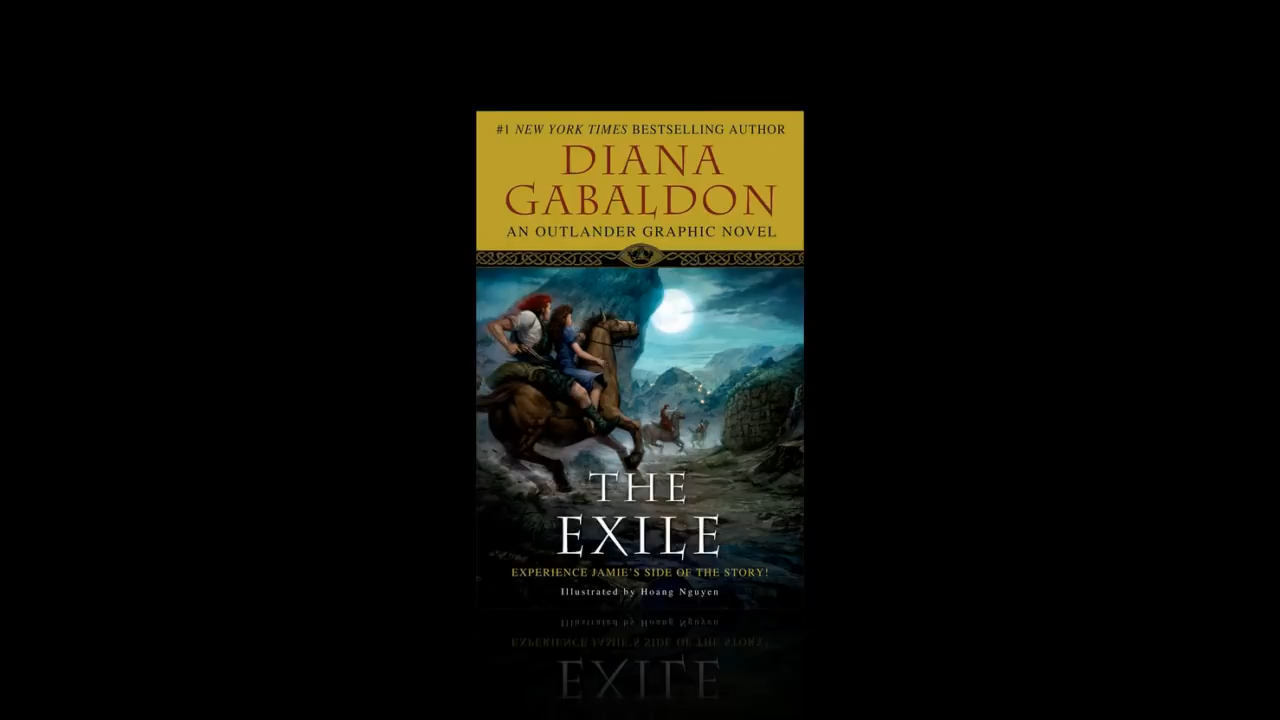 #1 NEW YORK TIMES BESTSELLING AUTHOR
DIANA
GABALDON
AN OUTLANDER GRAPHIC NOVEL
THE
EXILE
EXPERIENCE JAMIE'S SIDE OF THE STORY!
Illustrated by Hoang Nguyen